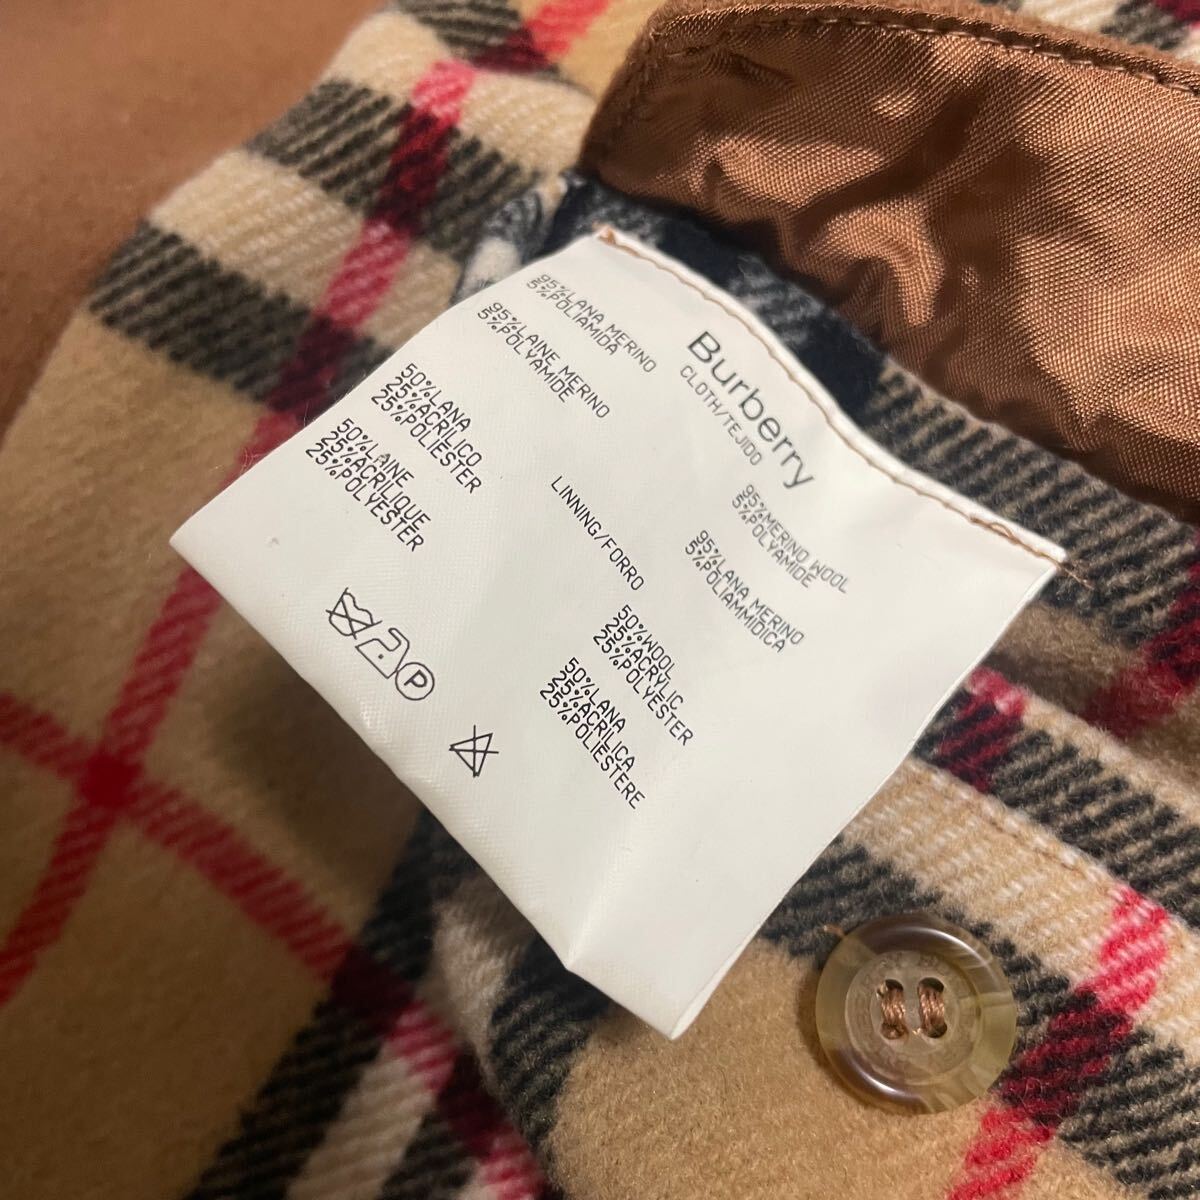 Burberry
CLOTH/TEJIDO
95%MERINO WOOL
5%POLYAMIDE
95%LANA MERINO
5%POLIAMMIDICA
95%LANA MERINO
5%POLIAMIDA
95%LAINE MERINO
5%POLYAMIDE
LINNING/FORRO
50%WOOL
25%ACRYLIC
25%POLYESTER
50%LANA
25%ACRILICA
25%POLIESTERE
50%LANA
25%ACRILICO
25%POLIESTER
50%LAINE
25%ACRILIQUE
25%POLYESTER
P